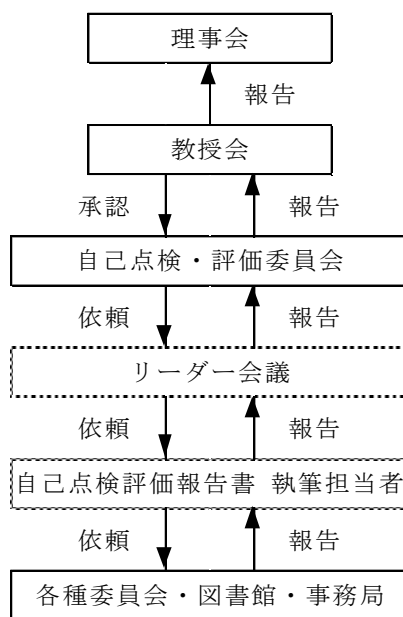 理事会
報告
教授会
承認 報告
自己点検・評価委員会
依頼 報告
リーダー会議
依頼 報告
自己点検評価報告書 執筆担当者
依頼 報告
各種委員会・図書館・事務局